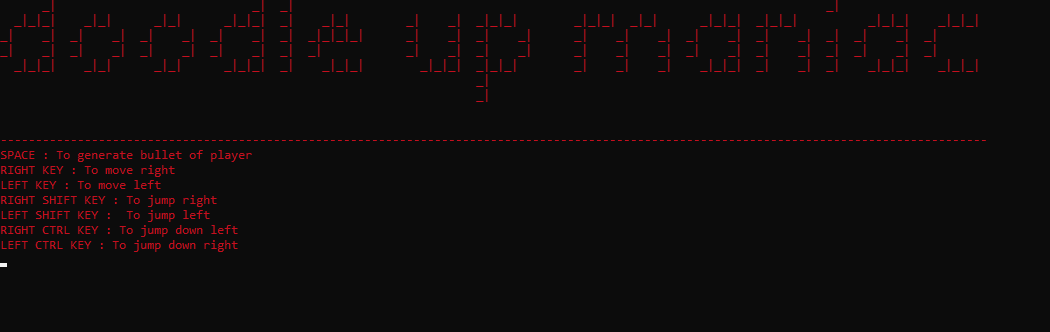 doodle up maniac
------------------------------------------------------------------------------------------------------------------------------------------
SPACE : To generate bullet of player
RIGHT KEY : To move right
LEFT KEY : To move left
RIGHT SHIFT KEY : To jump right
LEFT SHIFT KEY :  To jump left
RIGHT CTRL KEY : To jump down left
LEFT CTRL KEY : To jump down right